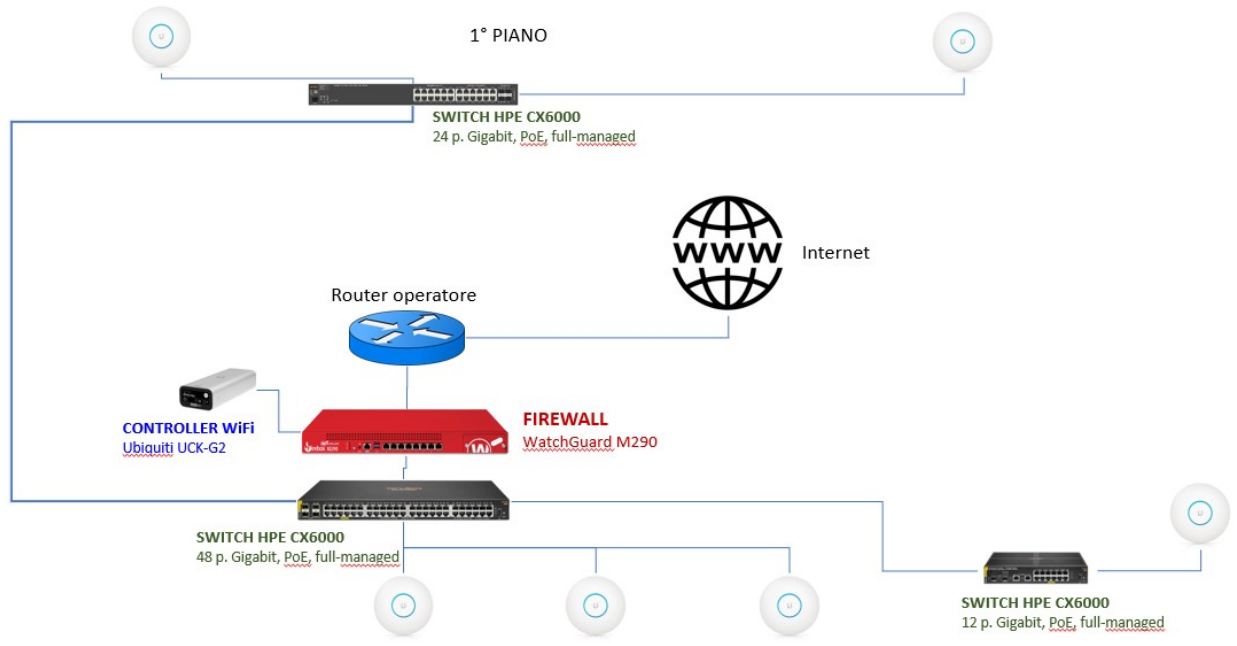 1° PIANO
SWITCH HPE CX6000
24 p. Gigabit, PoE, full-managed
WWW
Internet
Router operatore
CONTROLLER WiFi
Ubiquiti UCK-G2
FIREWALL
WatchGuard M290
SWITCH HPE CX6000
48 p. Gigabit, PoE, full-managed
SWITCH HPE CX6000
12 p. Gigabit, PoE, full-managed